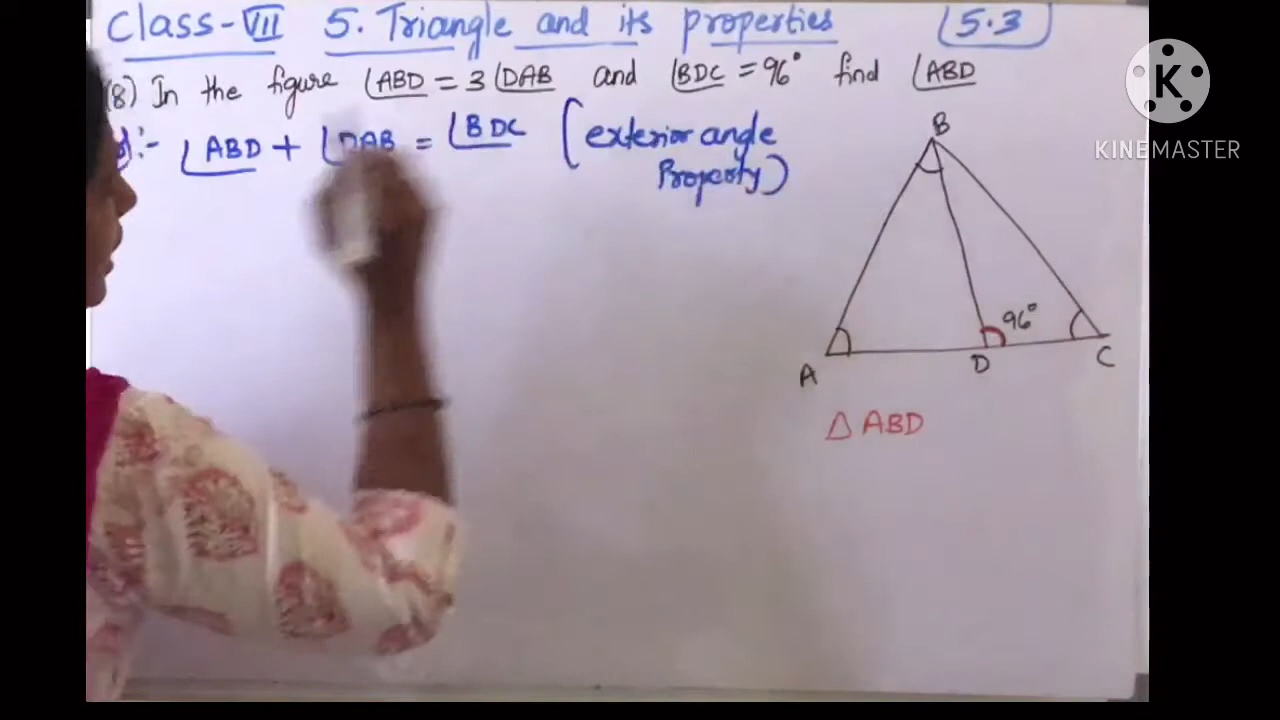 Class-VII 5. Triangle and its properties (5.3)
(8) In the figure ∠ABD = 3 ∠DAB and ∠BDC = 96° find ∠ABD
:- ∠ABD + ∠DAB = ∠BDC (exterior angle
Property)
B
K
KINEMASTER
96°
A
D
C
△ ABD